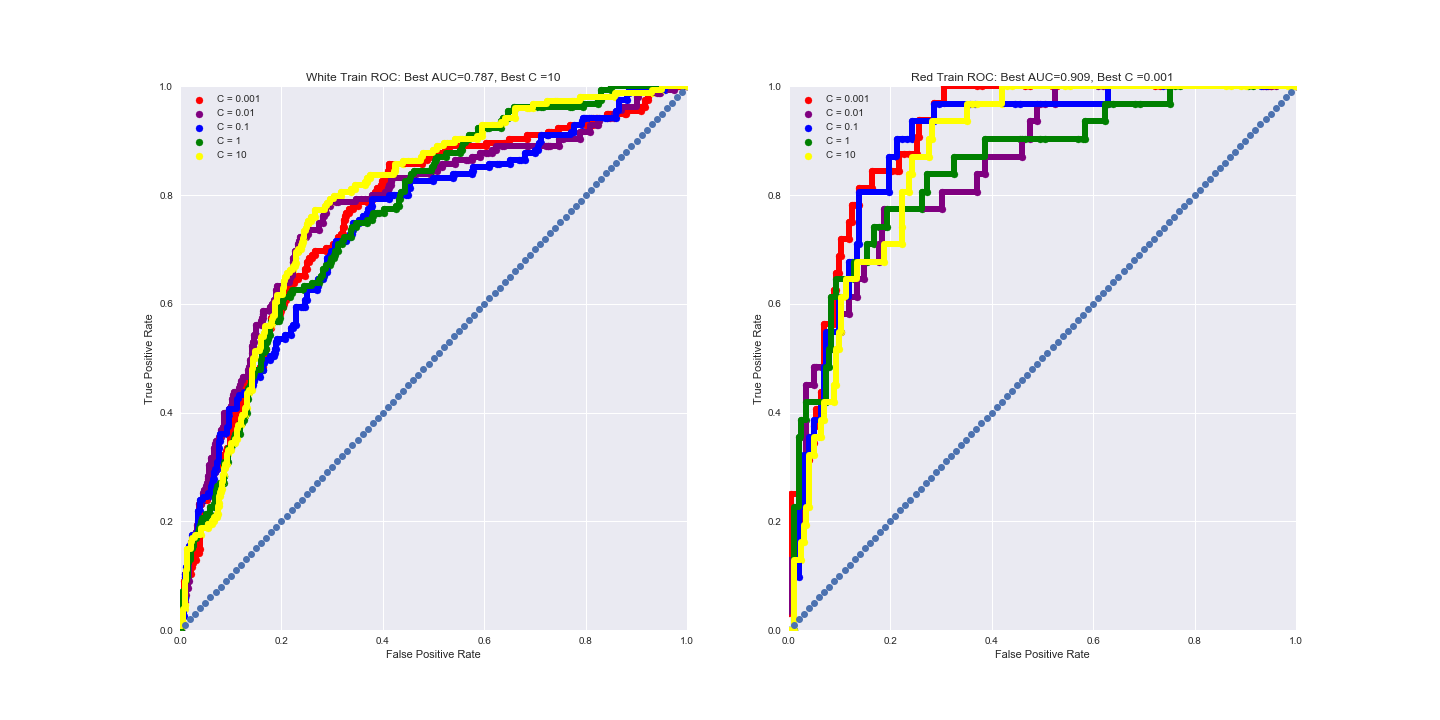 White Train ROC: Best AUC=0.787, Best C =10
C = 0.001
C = 0.01
C = 0.1
C = 1
C = 10
1.0
0.8
0.6
0.4
0.2
0.0
True Positive Rate
0.0 0.2 0.4 0.6 0.8 1.0
False Positive Rate
Red Train ROC: Best AUC=0.909, Best C =0.001
C = 0.001
C = 0.01
C = 0.1
C = 1
C = 10
1.0
0.8
0.6
0.4
0.2
0.0
True Positive Rate
0.0 0.2 0.4 0.6 0.8 1.0
False Positive Rate